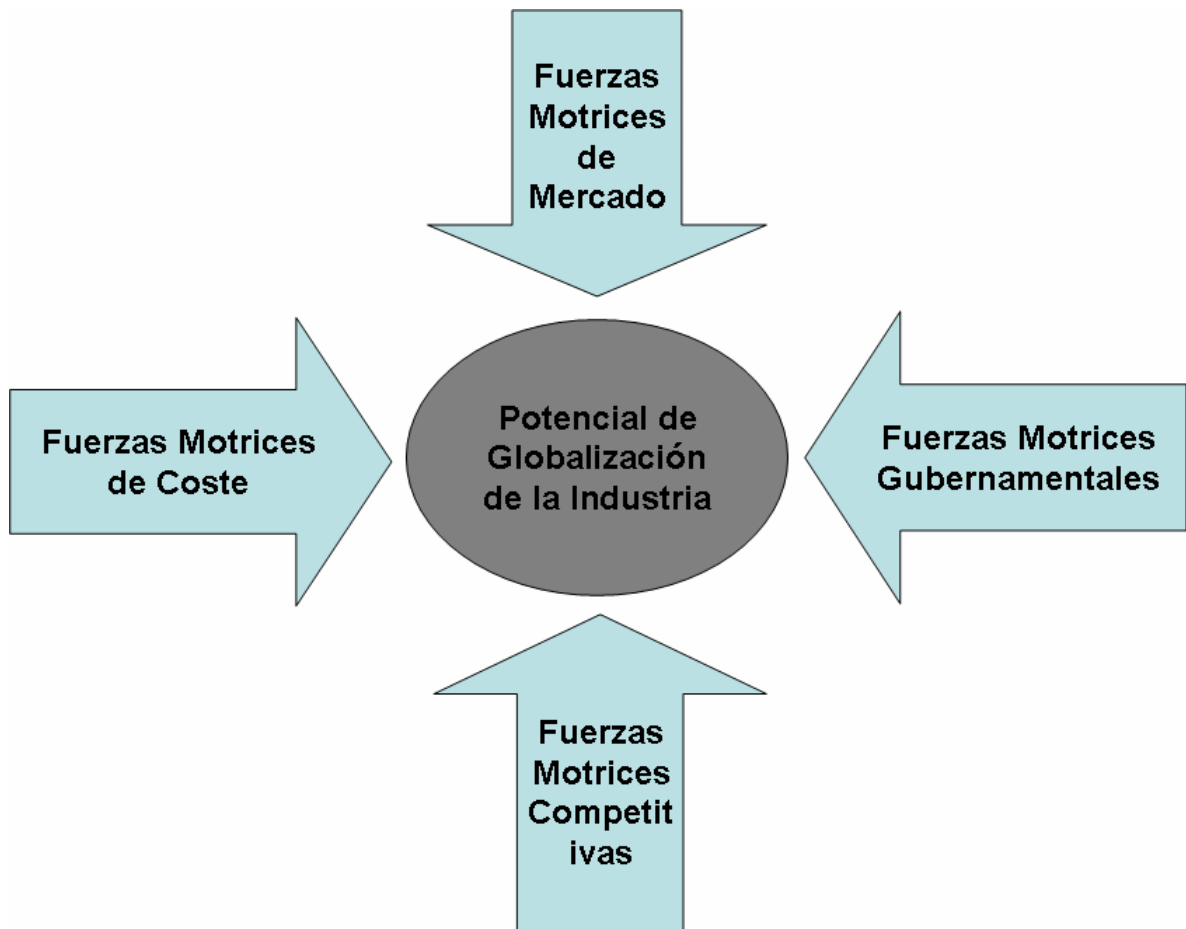 Fuerzas
Motrices
de
Mercado
Fuerzas Motrices
de Coste
Potencial de
Globalización
de la Industria
Fuerzas Motrices
Gubernamentales
Fuerzas
Motrices
Competit
ivas